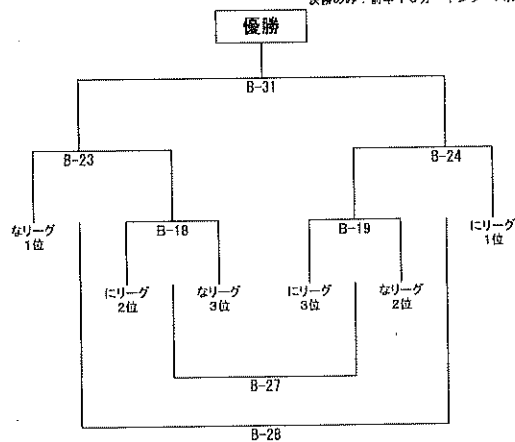 優勝
B-31
B-23
B-24
なリーグ
1位
B-18
B-19
にリーグ
1位
にリーグ
2位
なリーグ
3位
にリーグ
3位
なリーグ
2位
B-27
B-28